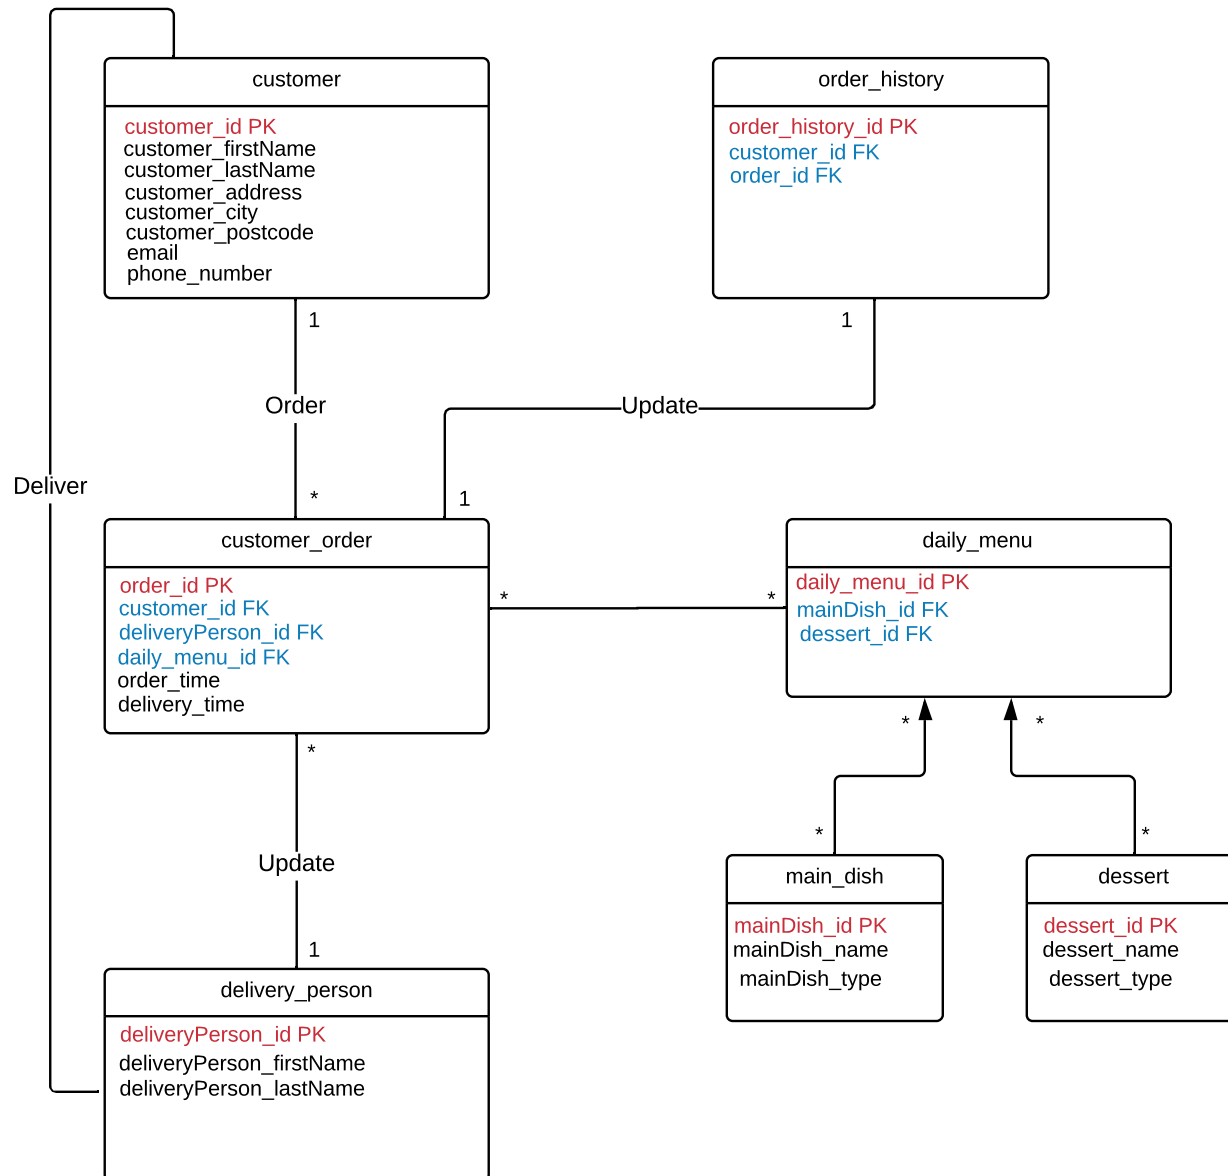 customer
customer_id PK
customer_firstName
customer_lastName
customer_address
customer_city
customer_postcode
email
phone_number
order_history
order_history_id PK
customer_id FK
order_id FK
1
1
Order
Update
Deliver
*
1
customer_order
order_id PK
customer_id FK
deliveryPerson_id FK
daily_menu_id FK
order_time
delivery_time
*
*
daily_menu
daily_menu_id PK
mainDish_id FK
dessert_id FK
*
*
*
*
*
Update
1
main_dish
mainDish_id PK
mainDish_name
mainDish_type
dessert
dessert_id PK
dessert_name
dessert_type
delivery_person
deliveryPerson_id PK
deliveryPerson_firstName
deliveryPerson_lastName